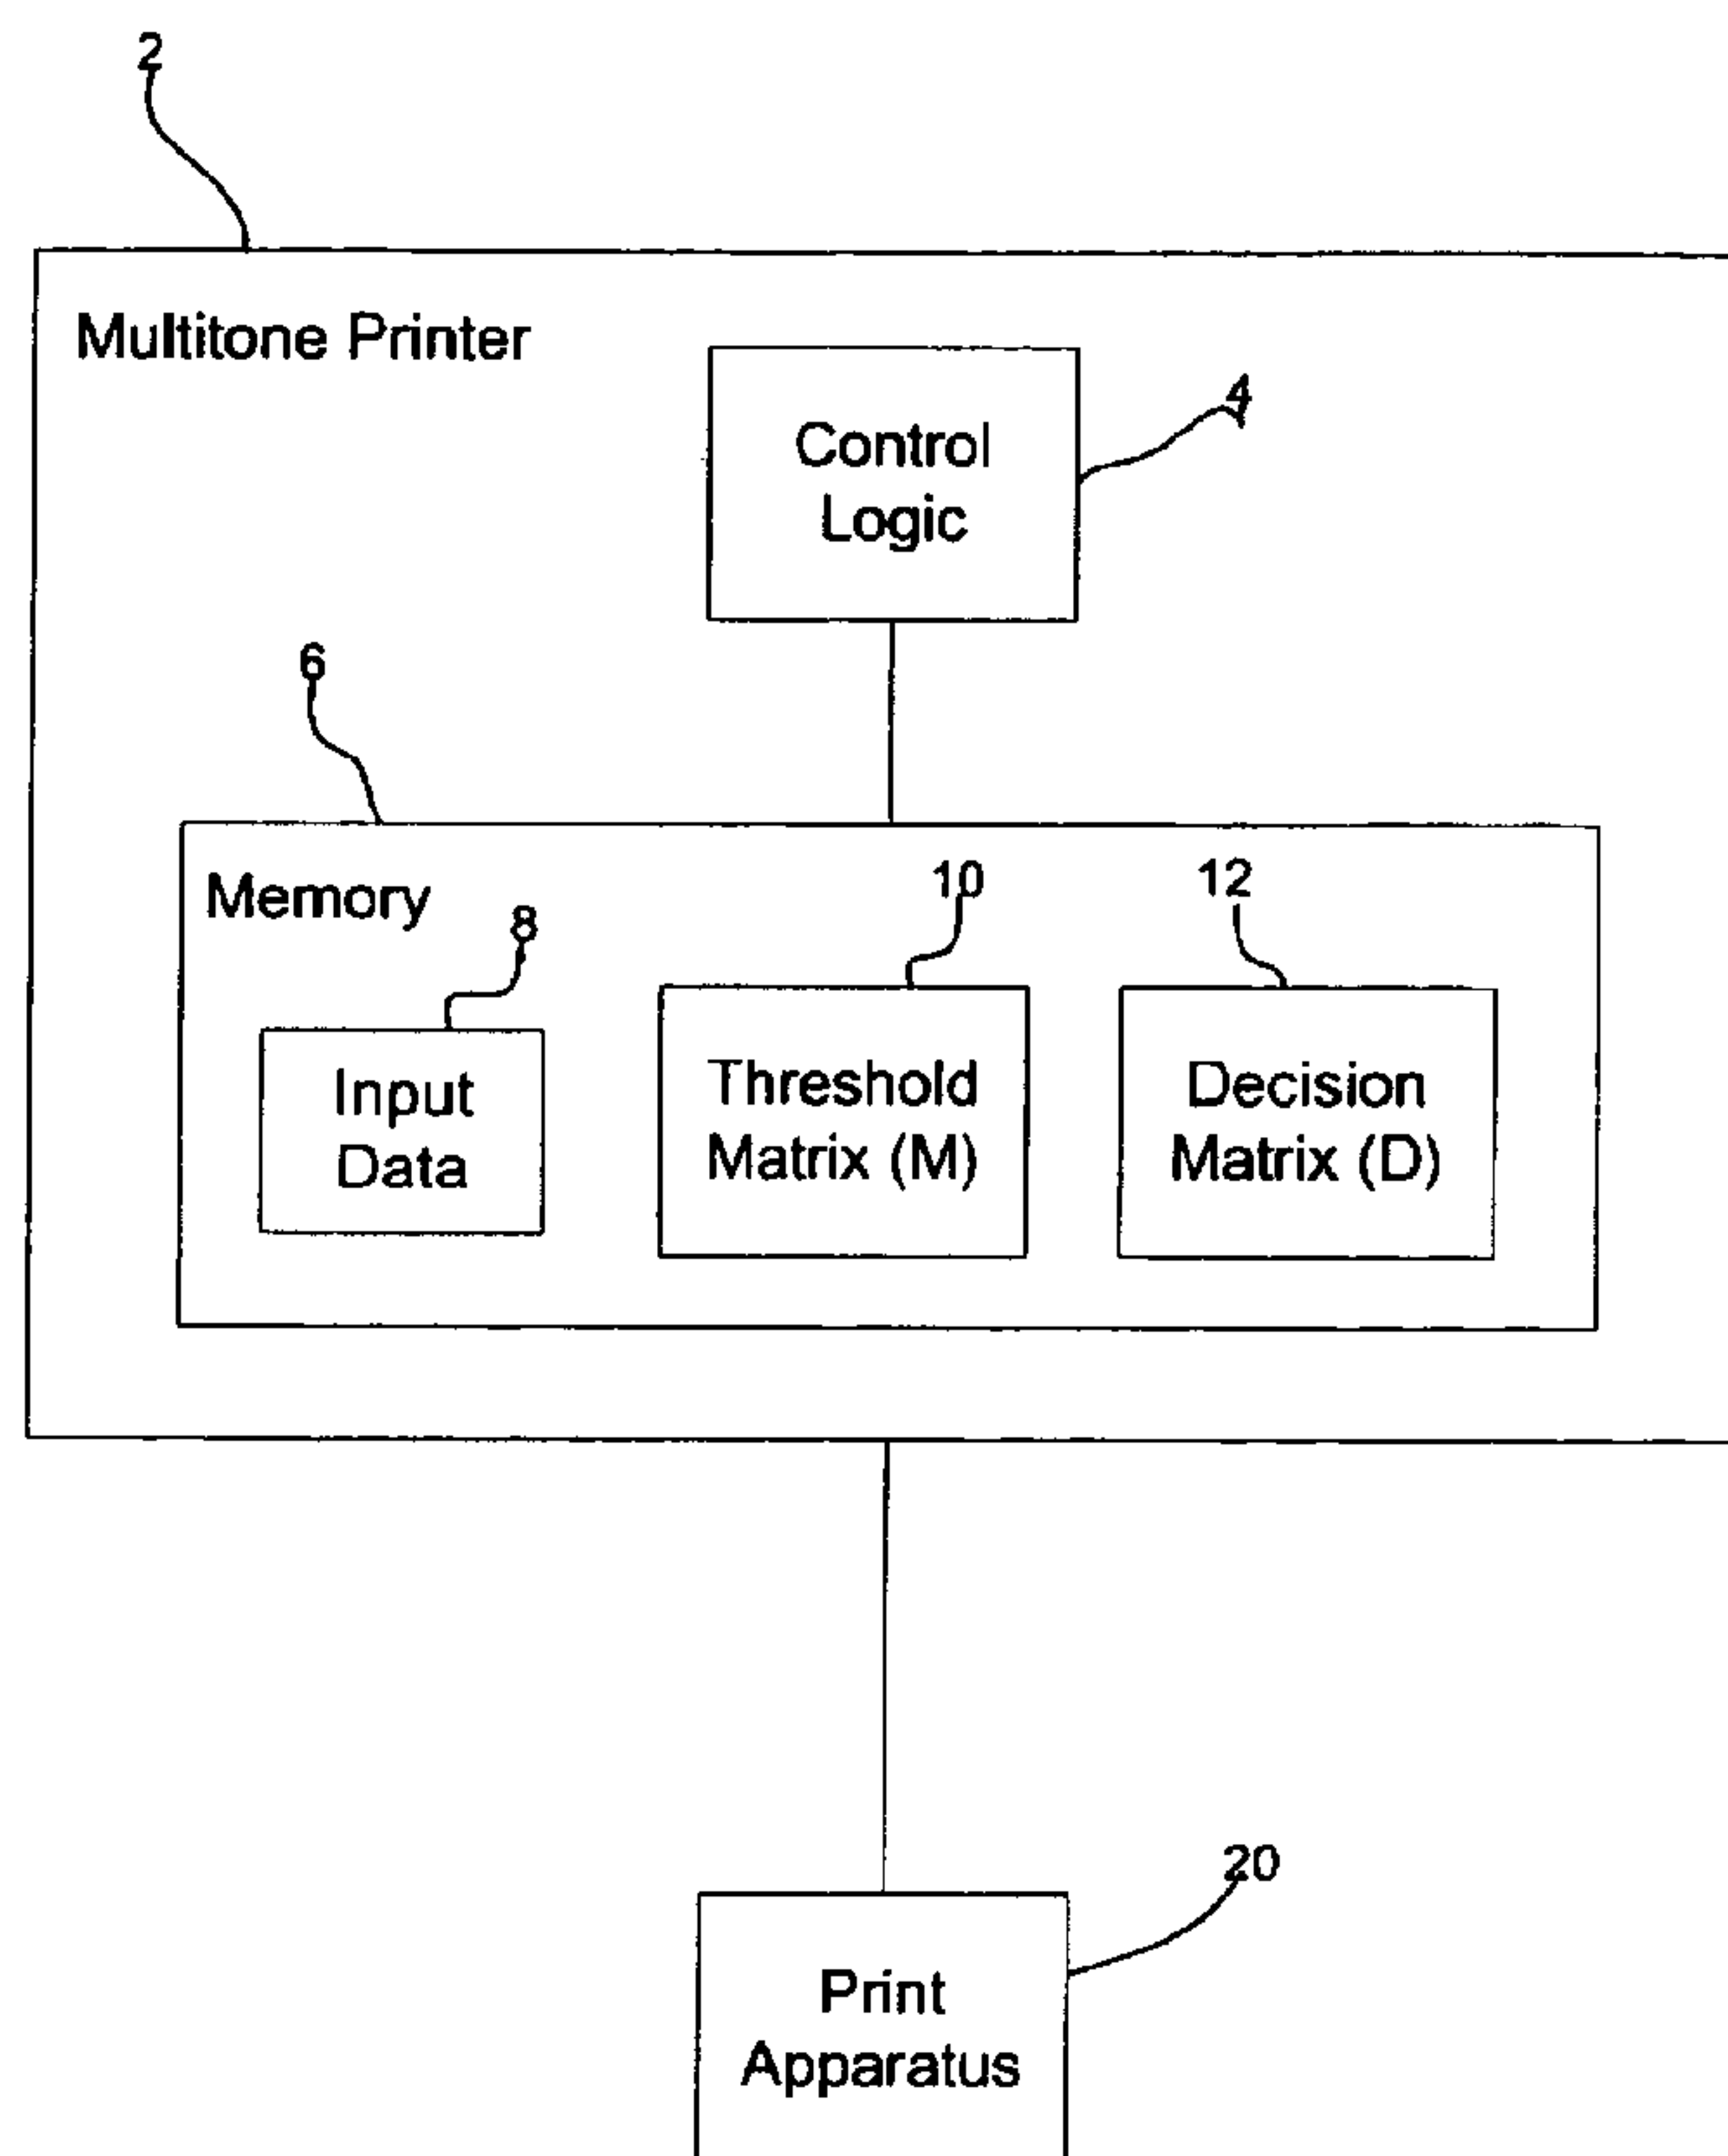 2
Multitone Printer
Control
Logic
4
6
Memory
8
10
12
Input
Data
Threshold
Matrix (M)
Decision
Matrix (D)
20
Print
Apparatus